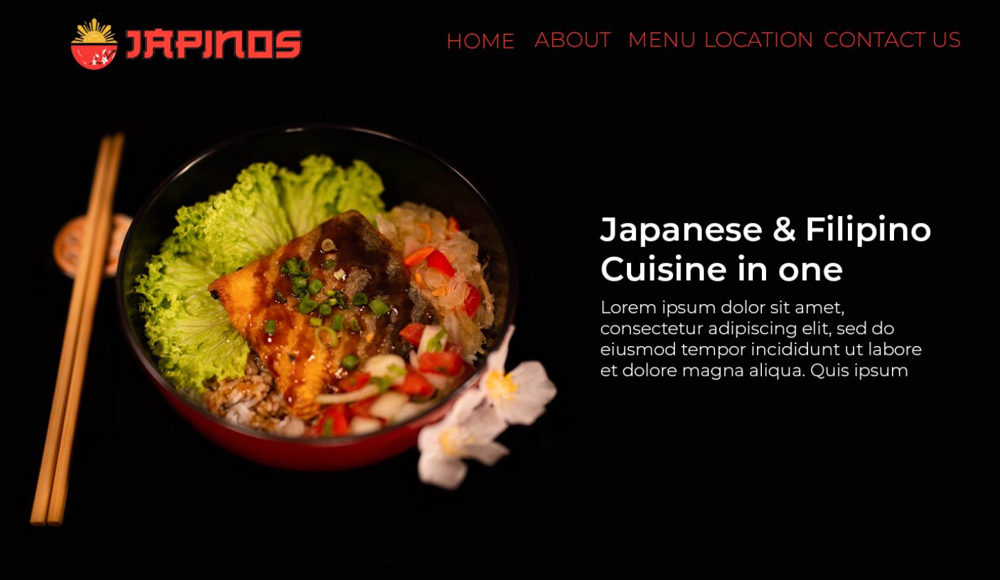 JAPINOS
HOME ABOUT MENU LOCATION CONTACT US
Japanese & Filipino
Cuisine in one
Lorem ipsum dolor sit amet,
consectetur adipiscing elit, sed do
eiusmod tempor incididunt ut labore
et dolore magna aliqua. Quis ipsum